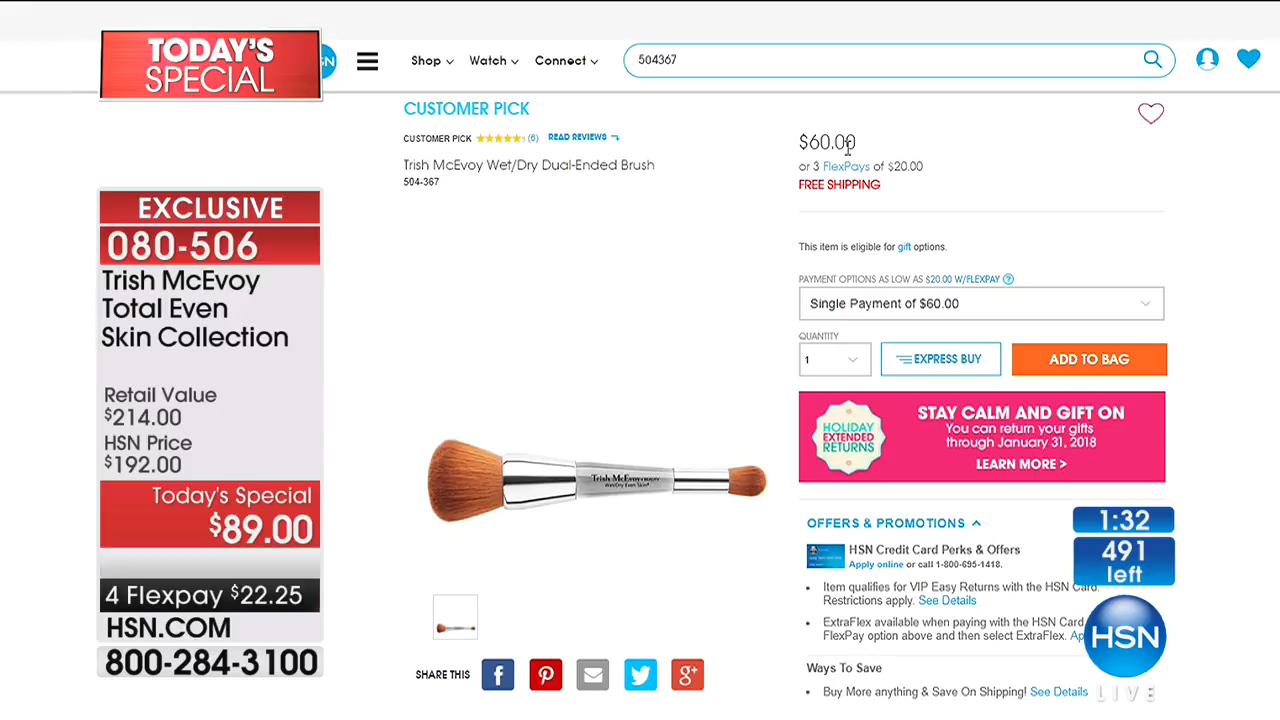 TODAY'S
SPECIAL
Shop
Watch
Connect
504367
CUSTOMER PICK
CUSTOMER PICK
(6)
READ REVIEWS
Trish McEvoy Wet/Dry Dual-Ended Brush
504-367
$60.00
or 3 FlexPays of $20.00
FREE SHIPPING
This item is eligible for gift options.
PAYMENT OPTIONS AS LOW AS $20.00 W/FLEXPAY ?
Single Payment of $60.00
QUANTITY
1
EXPRESS BUY
ADD TO BAG
HOLIDAY
EXTENDED
RETURNS
STAY CALM AND GIFT ON
You can return your gifts
through January 31, 2018
LEARN MORE >
EXCLUSIVE
080-506
Trish McEvoy
Total Even
Skin Collection
Retail Value
$214.00
HSN Price
$192.00
Today's Special
$89.00
4 Flexpay $22.25
HSN.COM
800-284-3100
Trish McEvoy
Wet/Dry Even Skin
SHARE THIS
f
g+
OFFERS & PROMOTIONS
HSN Credit Card Perks & Offers
Apply online or call 1-800-695-1418.
Item qualifies for VIP Easy Returns with the HSN Card.
Restrictions apply. See Details
ExtraFlex available when paying with the HSN Card
FlexPay option above and then select ExtraFlex. Ap
Ways To Save
Buy More anything & Save On Shipping! See Details
1:32
491
left
HSN
LIVE